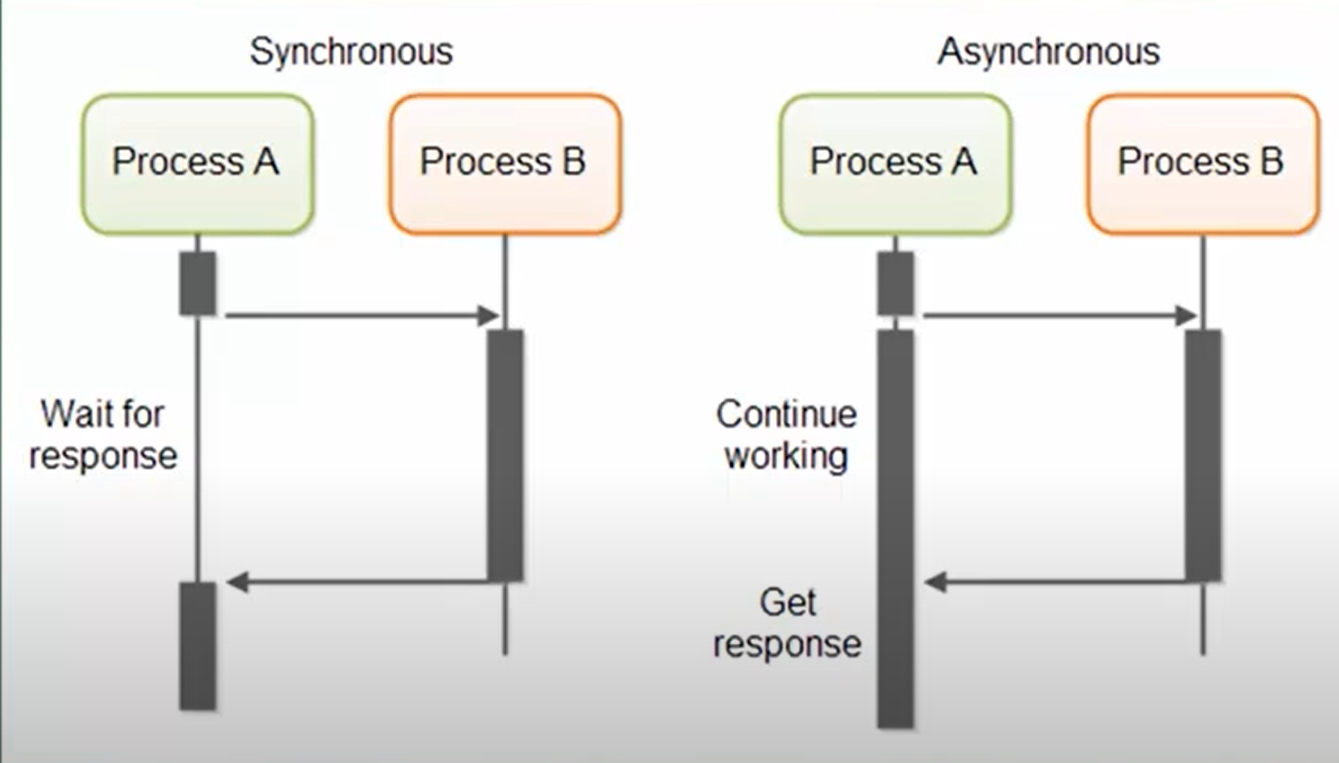 Synchronous
Process A
Process B
Wait for
response
Asynchronous
Process A
Process B
Continue
working
Get
response